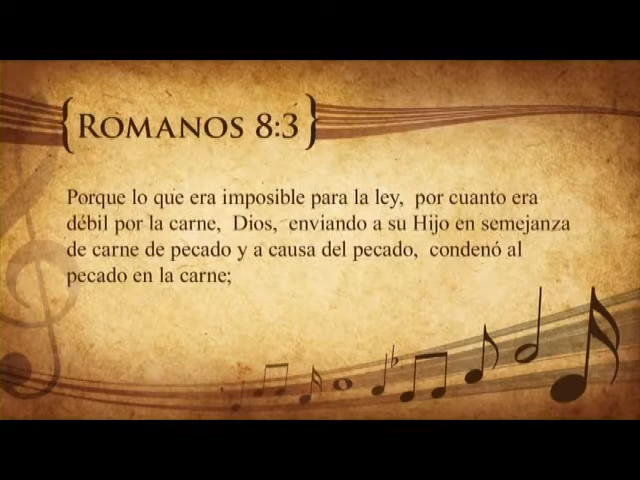 {ROMANOS 8:3}
Porque lo que era imposible para la ley, por cuanto era
débil por la carne, Dios, enviando a su Hijo en semejanza
de carne de pecado y a causa del pecado, condenó al
pecado en la carne;